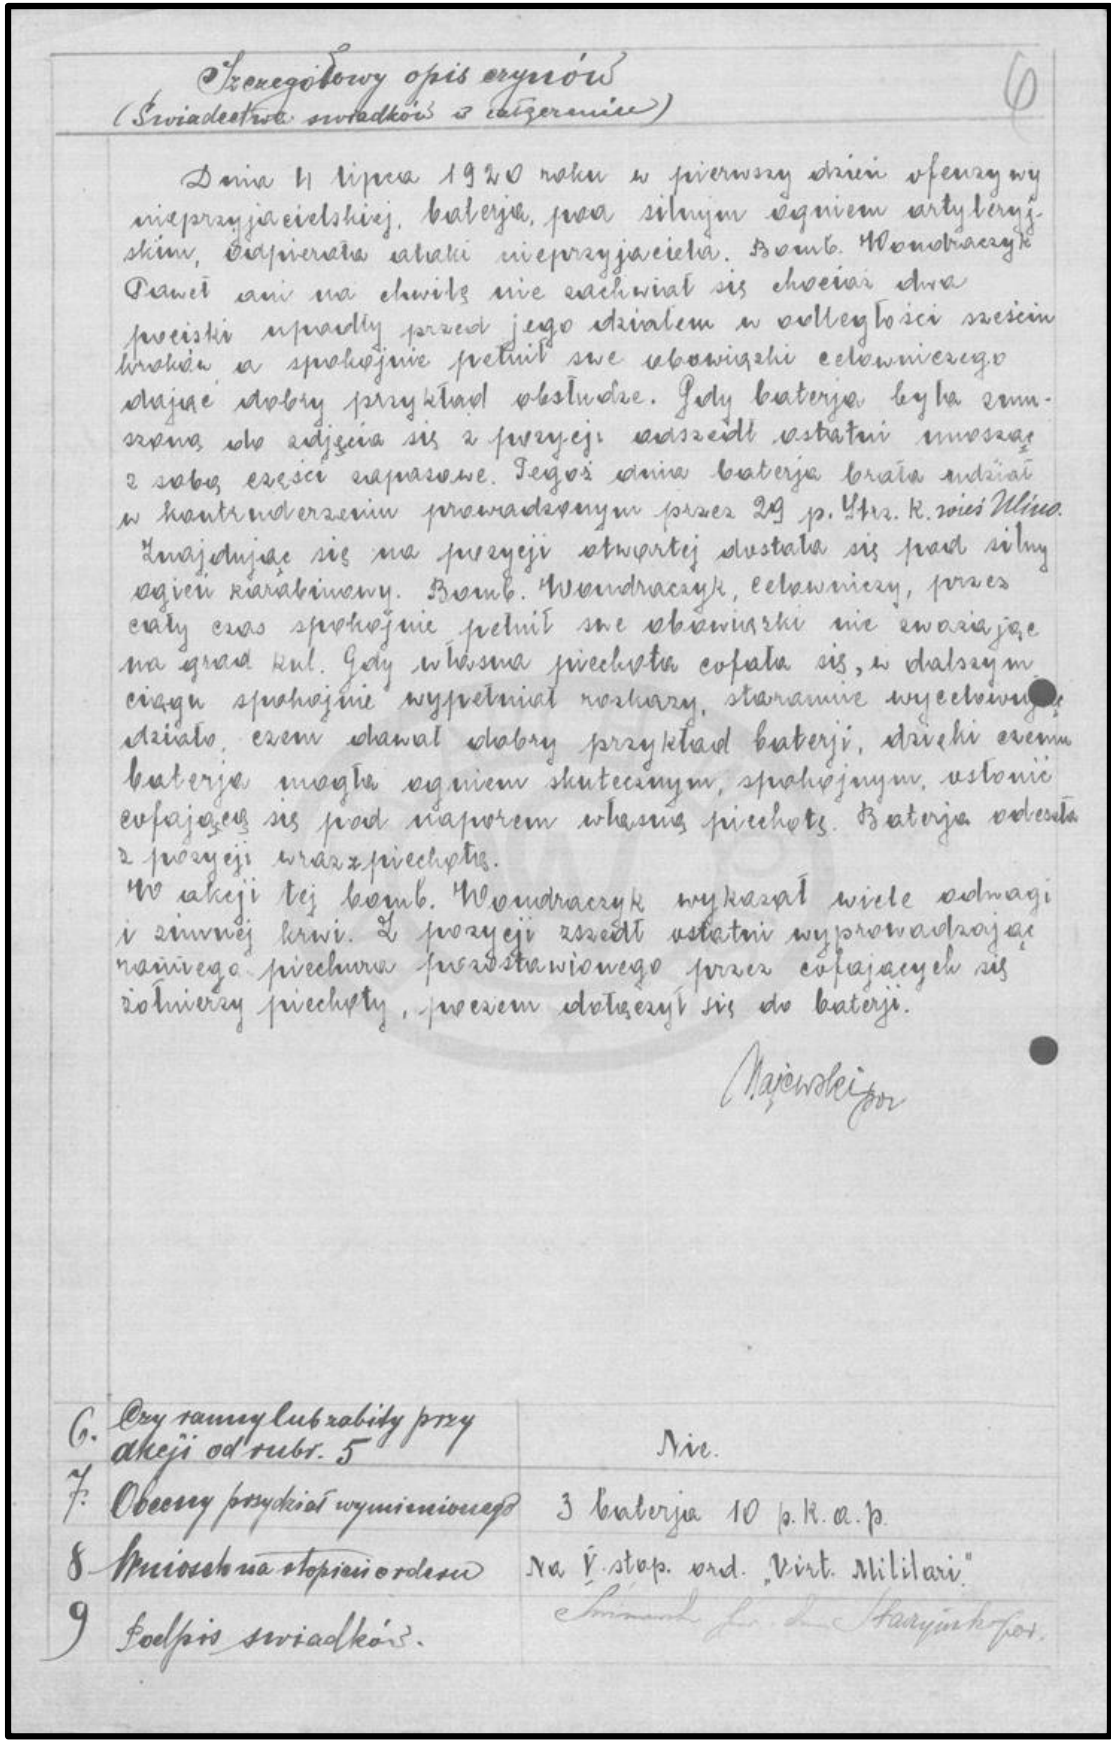 Szczegółowy opis czynów
(Świadectwa świadków i
6
Dnia 4 lipca 1920 roku w pierwszy dzień ofenzywy
nieprzyjacielskiej, baterja, pod silnym ogniem artyleryj-
skim, odpierała ataki nieprzyjaciela. Bomb. Wondraczyk
Paweł ani na chwilę nie zachwiał się chociaż dwa
pociski upadły przed jego działem w odległości sześciu
kroków, a spokojnie pełnił swe obowiązki celowniczego
dając dobry przykład obsłudze. Gdy baterja była zmu-
szoną do zdjęcia się z pozycji odszedł ostatni unosząc
z sobą części zapasowe. Tegoż dnia baterja brała udział
w kontruderzeniu prowadzonym przez 29 p. Strz. K. wieś Ulino.
Znajdując się na pozycji otwartej dostała się pod silny
ogień karabinowy. Bomb. Wondraczyk, celowniczy, przez
cały czas spokojnie pełnił swe obowiązki nie zważając
na grad kul. Gdy własna piechota cofała się, w dalszym
ciągu spokojnie wypełniał rozkazy, starannie wycelowując
działo, czem dawał dobry przykład baterji, dzięki czemu
baterja mogła ogniem skutecznym, spokojnym, osłonić
cofającą się pod naporem własną piechotę. Baterja odeszła
z pozycji wraz z piechotą.
W akcji tej bomb. Wondraczyk wykazał wiele odwagi
i zimnej krwi. Z pozycji zszedł ostatni wyprowadzając
rannego piechura pozostawionego przez cofających się
żołnierzy piechoty, poczem dołączył się do baterji.
Majewski por
6. Czy ranny lub zabity przy
akcji od rubr. 5
Nie.
7. Obecny przydział wymienionego
3 baterja 10 p.k.a.p.
8 Wniosek na stopień orderu
Na V. stop. ord. "Virt. Militari."
9 Podpis świadków.
por.